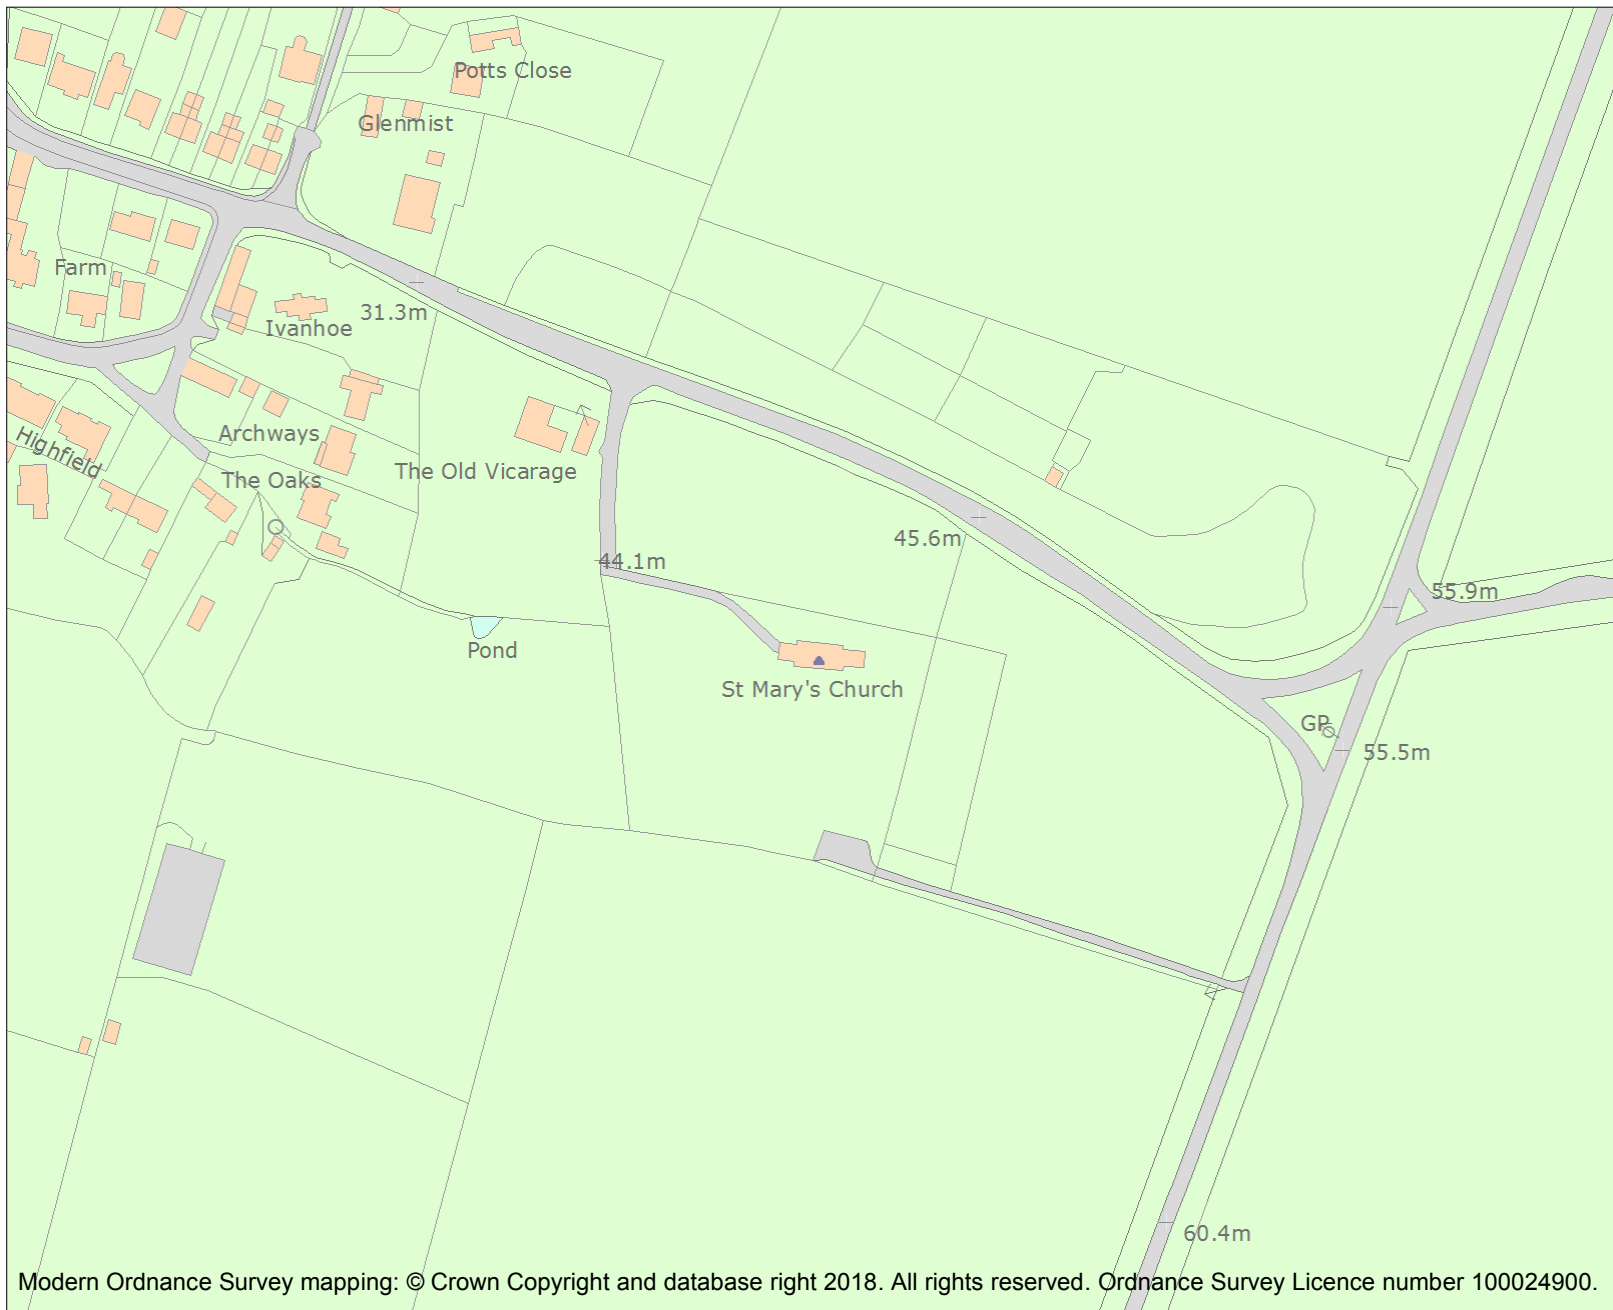 Potts Close
Glenmist
Farm
31.3m
Ivanhoe
Archways
Highfield
The Old Vicarage
The Oaks
45.6m
44.1m
55.9m
Pond
St Mary's Church
GP
55.5m
60.4m
Modern Ordnance Survey mapping: © Crown Copyright and database right 2018. All rights reserved. Ordnance Survey Licence number 100024900.